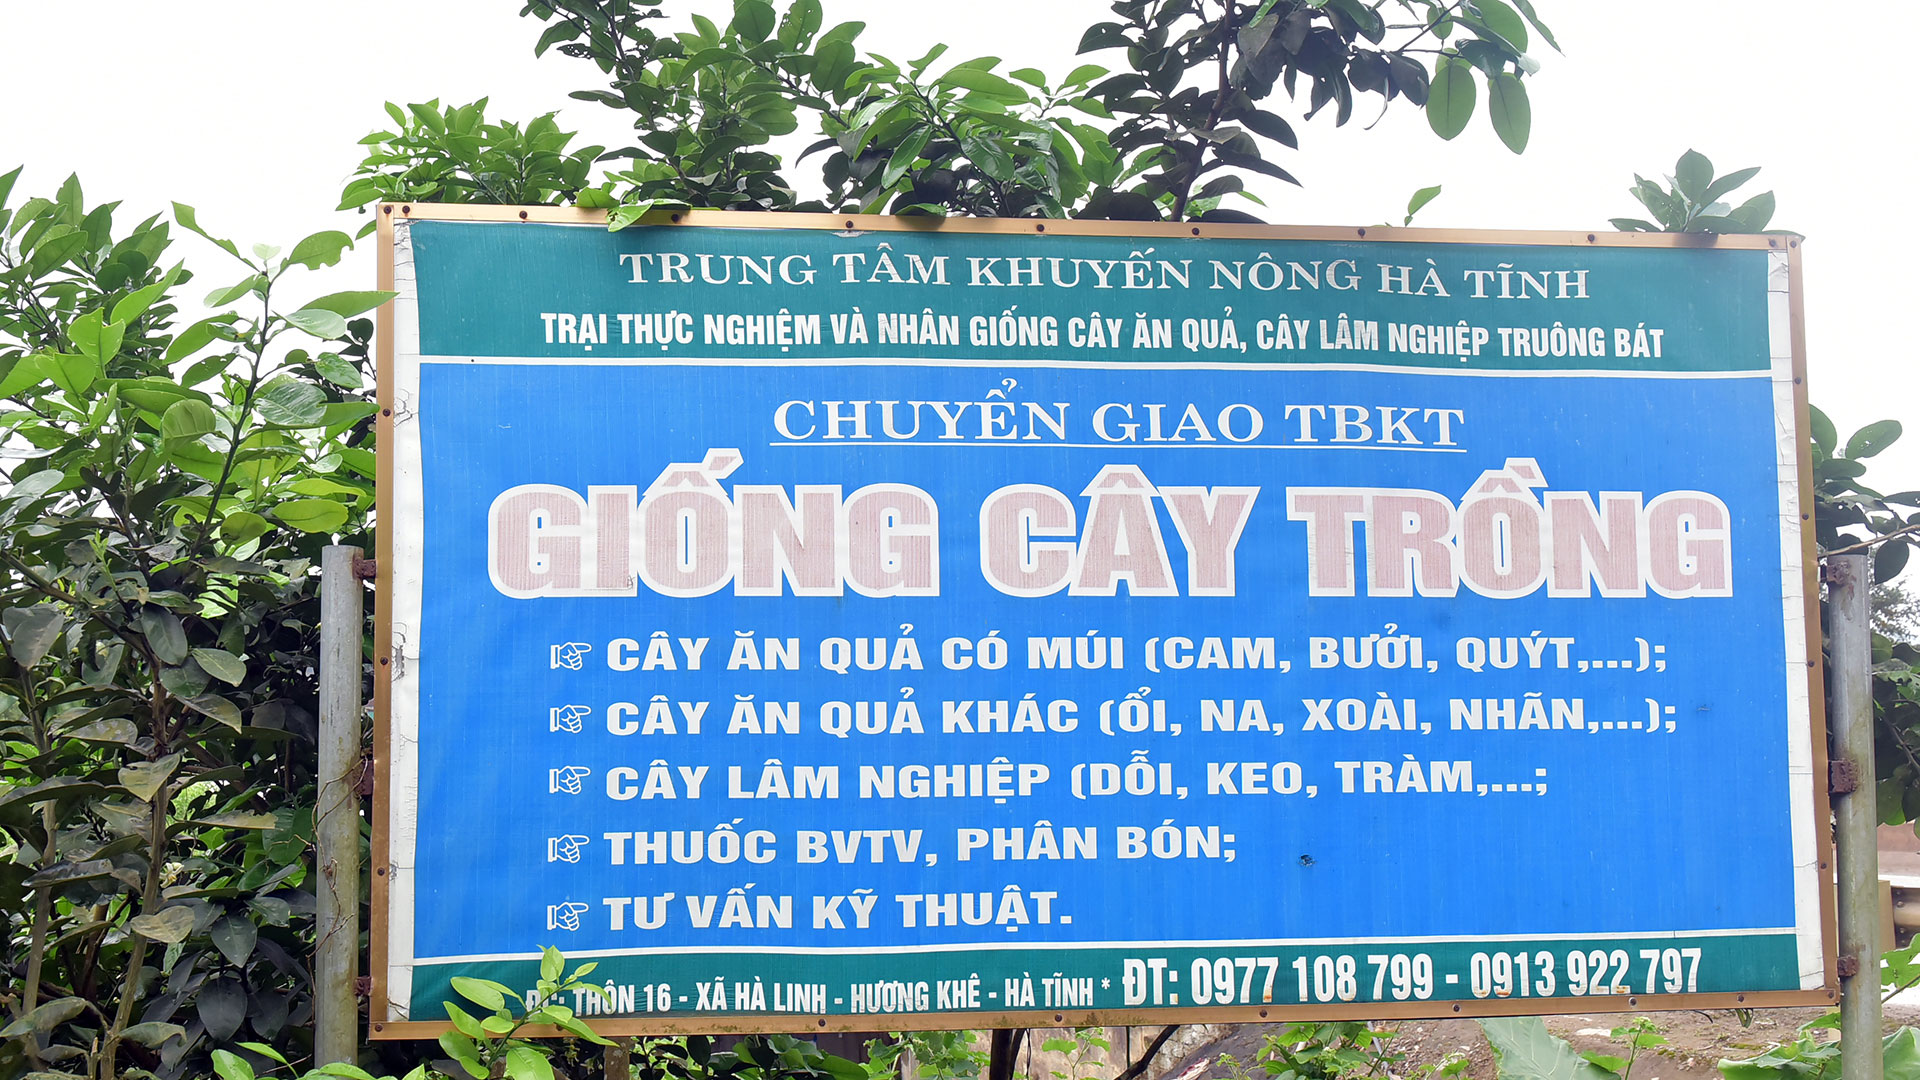 TRUNG TÂM KHUYẾN NÔNG HÀ TĨNH
TRẠI THỰC NGHIỆM VÀ NHÂN GIỐNG CÂY ĂN QUẢ, CÂY LÂM NGHIỆP TRUÔNG BÁT
CHUYỂN GIAO TBKT
GIỐNG CÂY TRỒNG
☞ CÂY ĂN QUẢ CÓ MÚI (CAM, BƯỞI, QUÝT,...);
☞ CÂY ĂN QUẢ KHÁC (ỔI, NA, XOÀI, NHÃN,...);
☞ CÂY LÂM NGHIỆP (DỖI, KEO, TRÀM,...;
☞ THUỐC BVTV, PHÂN BÓN;
☞ TƯ VẤN KỸ THUẬT.
ĐC: THÔN 16 - XÃ HÀ LINH - HƯƠNG KHÊ - HÀ TĨNH * ĐT: 0977 108 799 - 0913 922 797